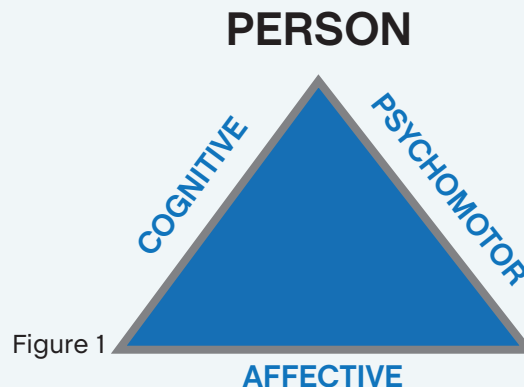 PERSON
COGNITIVE
PSYCHOMOTOR
Figure 1
AFFECTIVE